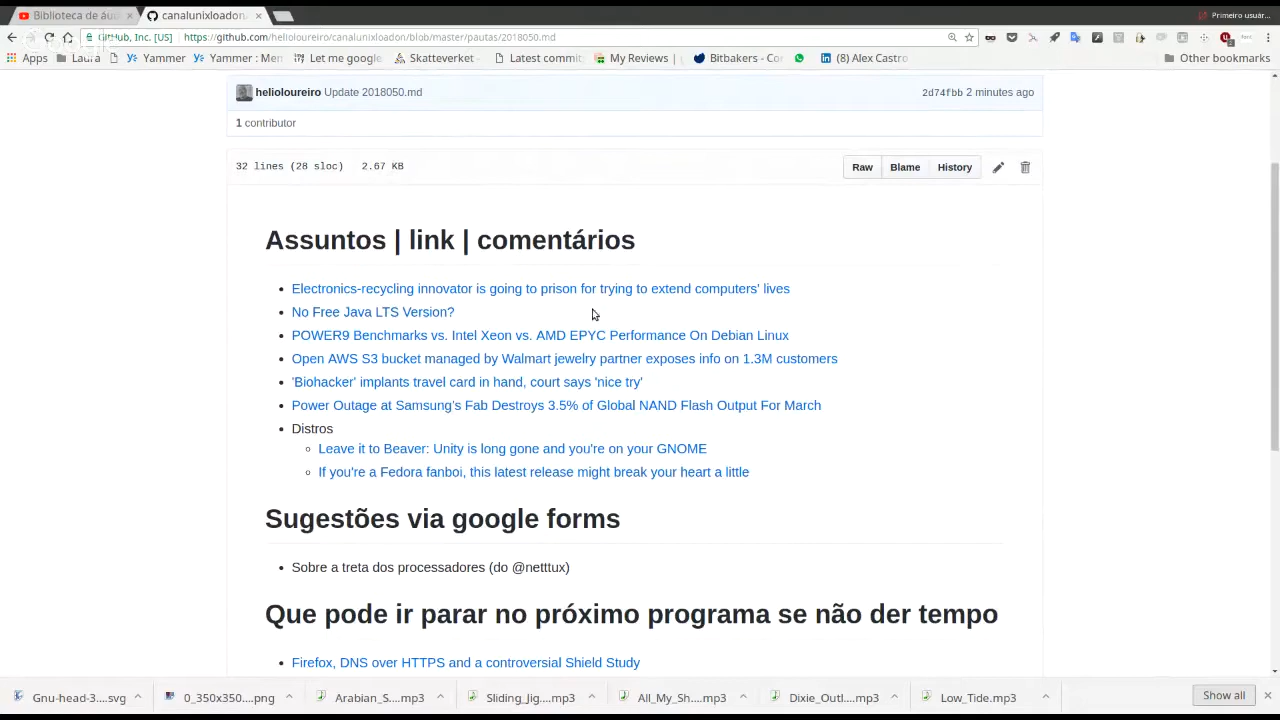 Biblioteca de áu
canalunixloadon
Primeiro usuár...
GitHub, Inc. [US]
https://github.com/helioloureiro/canalunixloadon/blob/master/pautas/2018050.md
Apps
Laura
Yammer
Yammer : Mem
Let me google
Skatteverket -
Latest commit
My Reviews |
Bitbakers - Co
(8) Alex Castro
Other bookmarks
helioloureiro Update 2018050.md
2d74fbb 2 minutes ago
1 contributor
32 lines (28 sloc) 2.67 KB
Raw
Blame
History
Assuntos | link | comentários
Electronics-recycling innovator is going to prison for trying to extend computers' lives
No Free Java LTS Version?
POWER9 Benchmarks vs. Intel Xeon vs. AMD EPYC Performance On Debian Linux
Open AWS S3 bucket managed by Walmart jewelry partner exposes info on 1.3M customers
'Biohacker' implants travel card in hand, court says 'nice try'
Power Outage at Samsung's Fab Destroys 3.5% of Global NAND Flash Output For March
Distros
Leave it to Beaver: Unity is long gone and you're on your GNOME
If you're a Fedora fanboi, this latest release might break your heart a little
Sugestões via google forms
Sobre a treta dos processadores (do @netttux)
Que pode ir parar no próximo programa se não der tempo
Firefox, DNS over HTTPS and a controversial Shield Study
Gnu-head-3....svg
0_350x350....png
Arabian_S....mp3
Sliding_Jig....mp3
All_My_Sh....mp3
Dixie_Outl....mp3
Low_Tide.mp3
Show all